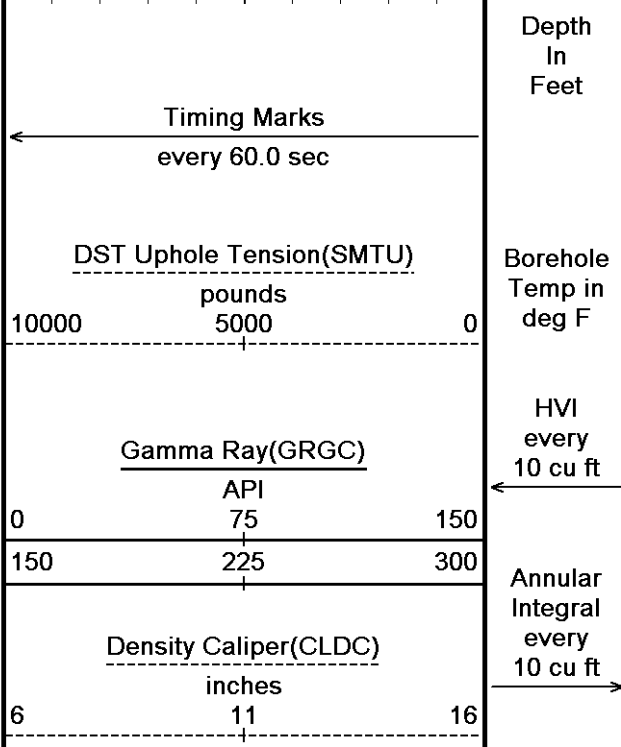 Depth
In
Feet
Timing Marks
every 60.0 sec
DST Uphole Tension(SMTU)
pounds
10000 5000 0
Borehole
Temp in
deg F
HVI
every
10 cu ft
Gamma Ray(GRGC)
API
0 75 150
150 225 300
Annular
Integral
every
10 cu ft
Density Caliper(CLDC)
inches
6 11 16